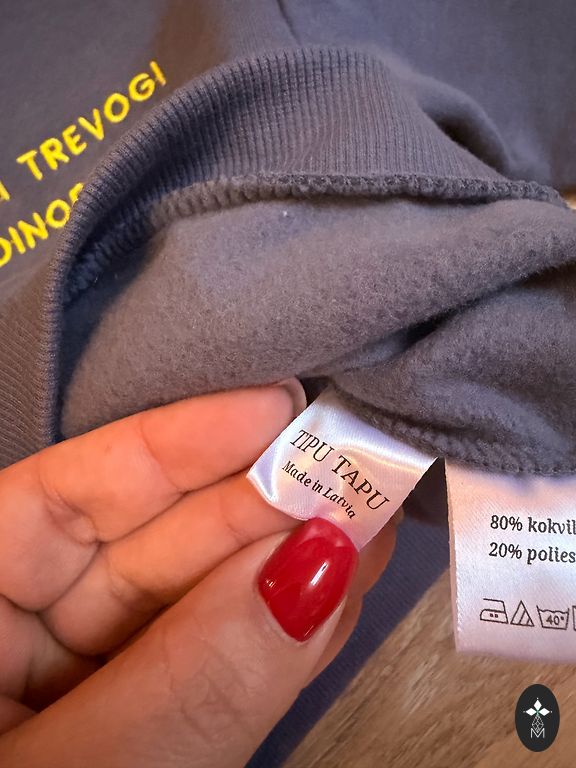 TREVOGI
TIPU TAPU
Made in Latvia
80% kokvil
20% polies
40°
M